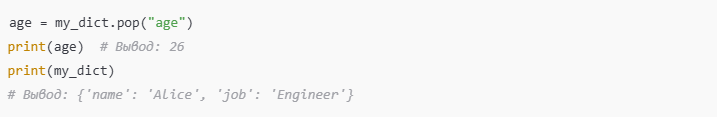 age = my_dict.pop("age")
print(age)  # Вывод: 26
print(my_dict)
# Вывод: {'name': 'Alice', 'job': 'Engineer'}